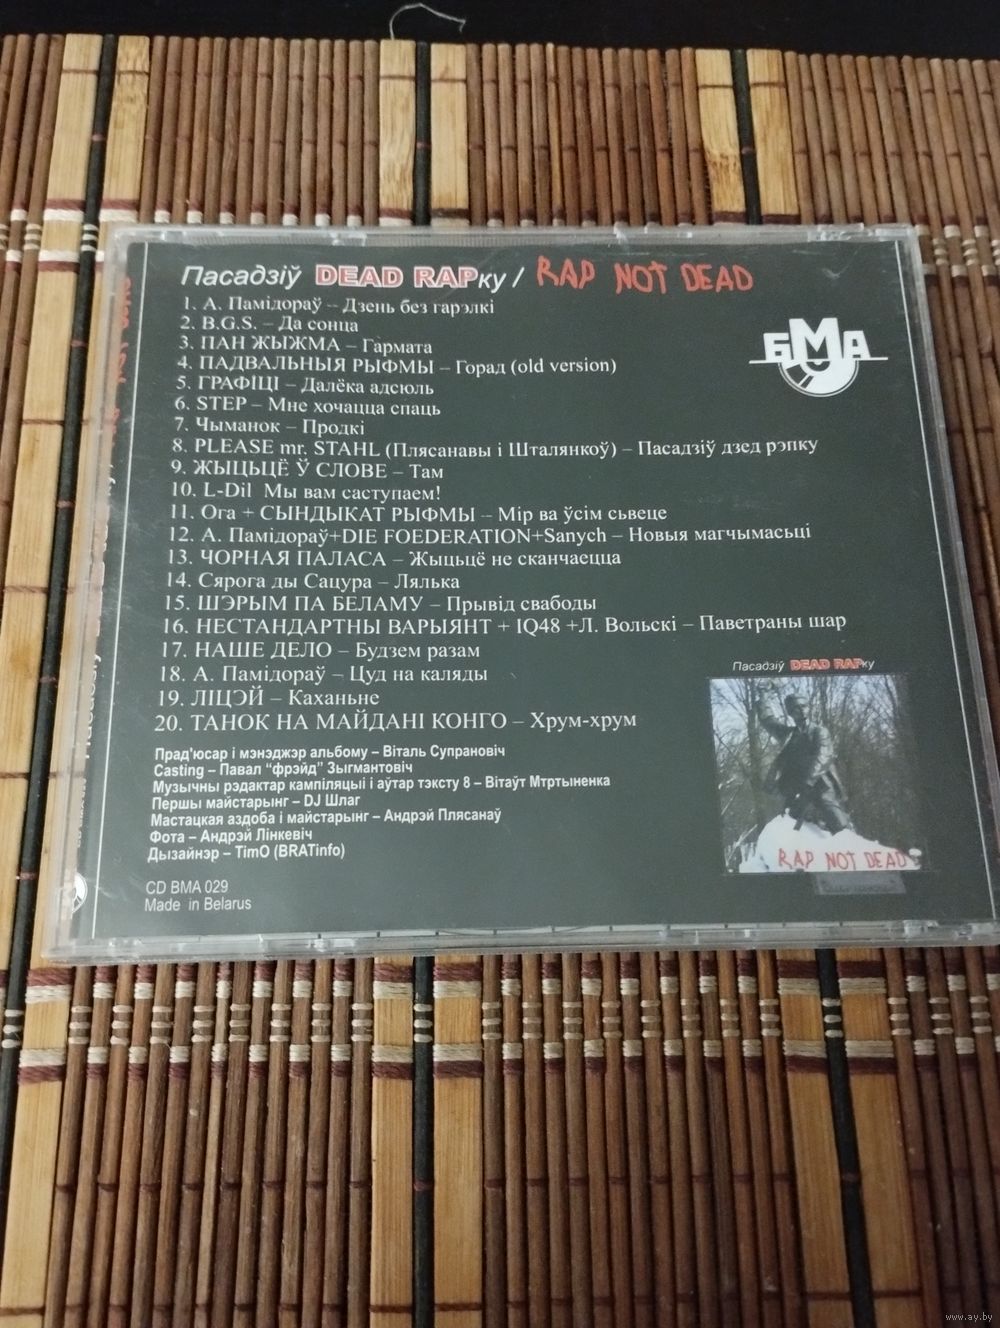 Пасадзіў DEAD RAPку / RAP NOT DEAD
1. А. Памідораў -- Дзень без гарэлкі
2. B.G.S. – Да сонца
3. ПАН ЖЫЖМА – Гармата
4. ПАДВАЛЬНЫЯ РЫФМЫ – Горад (old version)
5. ГРАФІЦІ – Далёка адсюль
6. STEP – Мне хочацца спаць
7. Чыманок – Продкі
8. PLEASE mr. STAHL (Плясанавы і Шталянкоў) – Пасадзіў дзед рэпку
9. ЖЫЦЬЦЁ Ў СЛОВЕ – Там
10. L-Dil Мы вам саступаем!
11. Ога + СЫНДЫКАТ РЫФМЫ – Мір ва ўсім сьвеце
12. А. Памідораў+DIE FOEDERATION+Sanych – Новыя магчымасьці
13. ЧОРНАЯ ПАЛАСА – Жыцьцё не сканчаецца
14. Сярога ды Сацура – Лялька
15. ШЭРЫМ ПА БЕЛАМУ – Прывід свабоды
16. НЕСТАНДАРТНЫ ВАРЫЯНТ + IQ48 +Л. Вольскі – Паветраны шар
17. НАШЕ ДЕЛО – Будзем разам
18. А. Памідораў – Цуд на каляды
19. ЛІЦЭЙ – Каханьне
20. ТАНОК НА МАЙДАНІ КОНГО – Хрум-хрум
БМА
Прад'юсар і мэнэджэр альбому – Віталь Супрановіч
Casting – Павал “фрэйд” Зыгмантовіч
Музычны рэдактар кампіляцыі і аўтар тэксту 8 – Вітаўт Мтртыненка
Першы майстарынг – DJ Шлаг
Мастацкая аздоба і майстарынг – Андрэй Плясанаў
Фота – Андрэй Лінкевіч
Дызайнэр – TimO (BRATinfo)
CD BMA 029
Made in Belarus
Пасадзіў DEAD RAPку
RAP NOT DEAD
www.ay.by